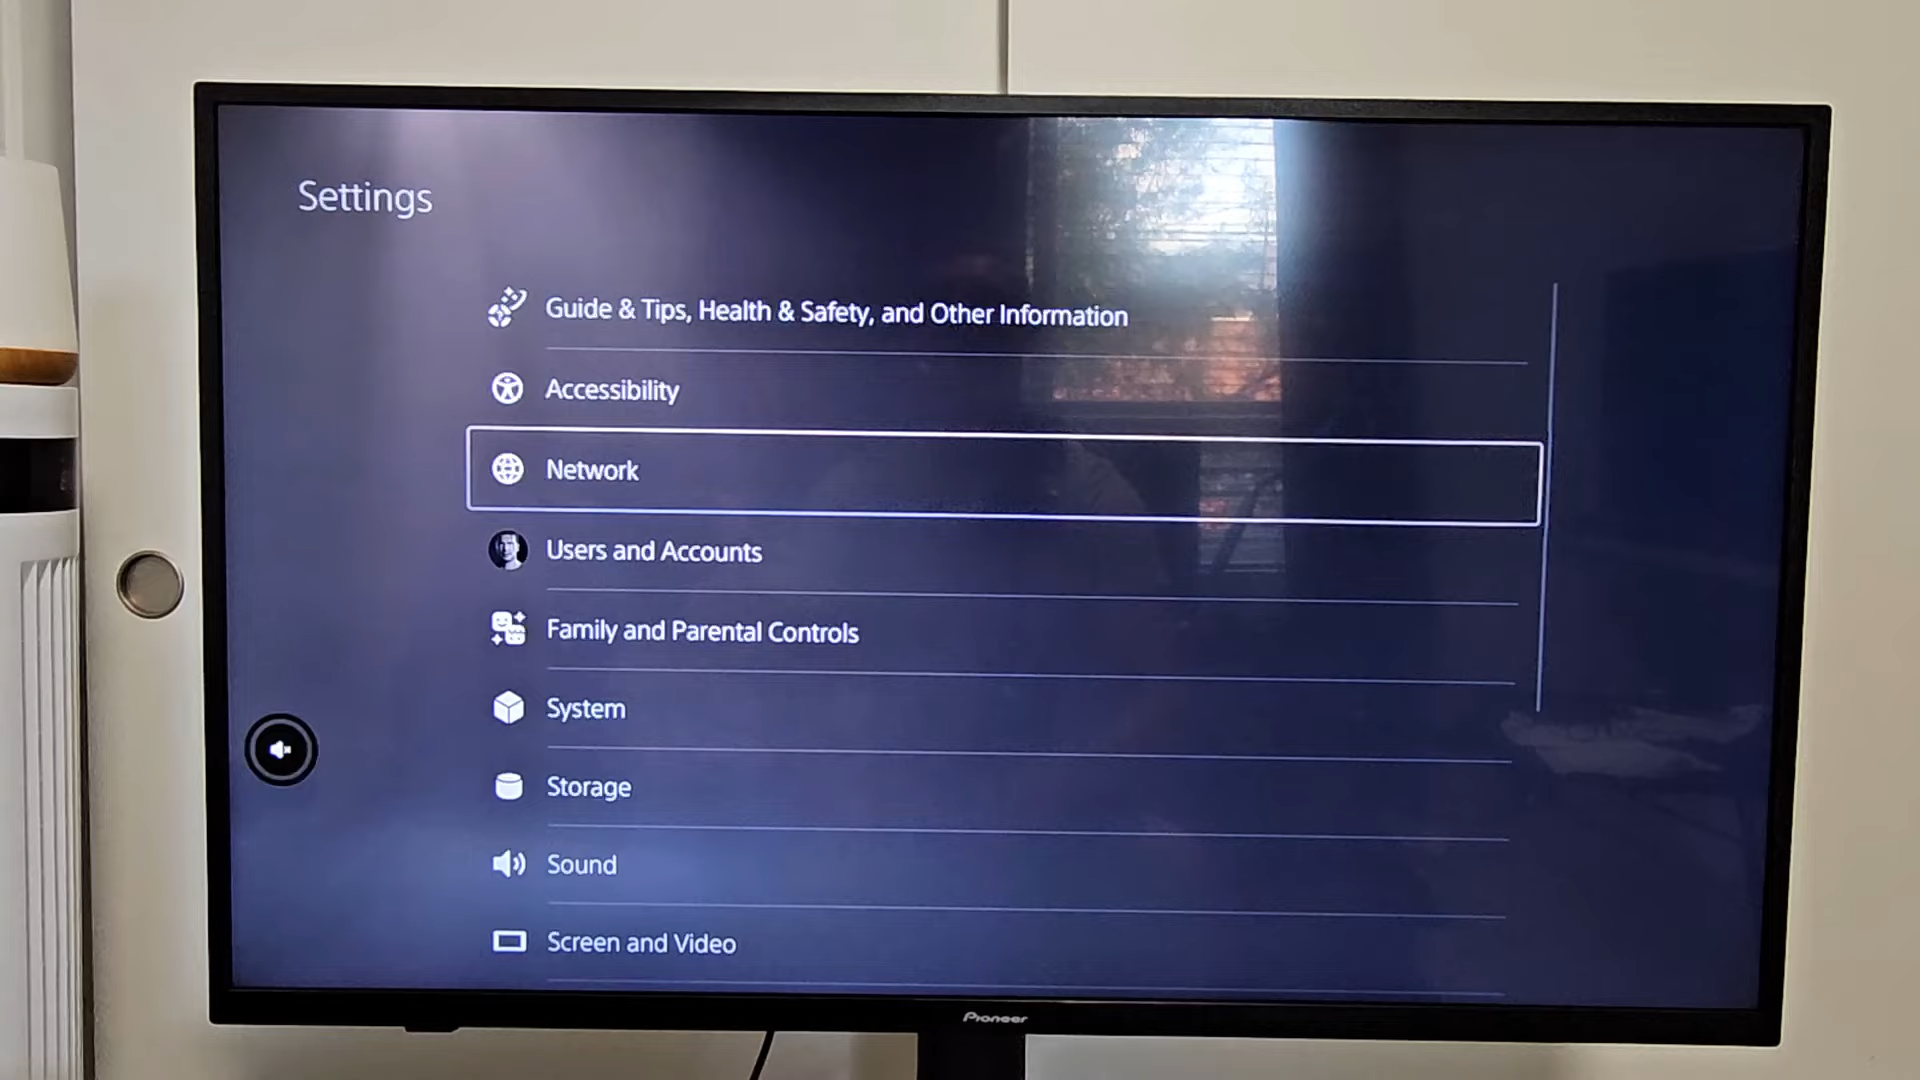 Settings
Guide & Tips, Health & Safety, and Other Information
Accessibility
Network
Users and Accounts
Family and Parental Controls
System
Storage
Sound
Screen and Video
Pioneer